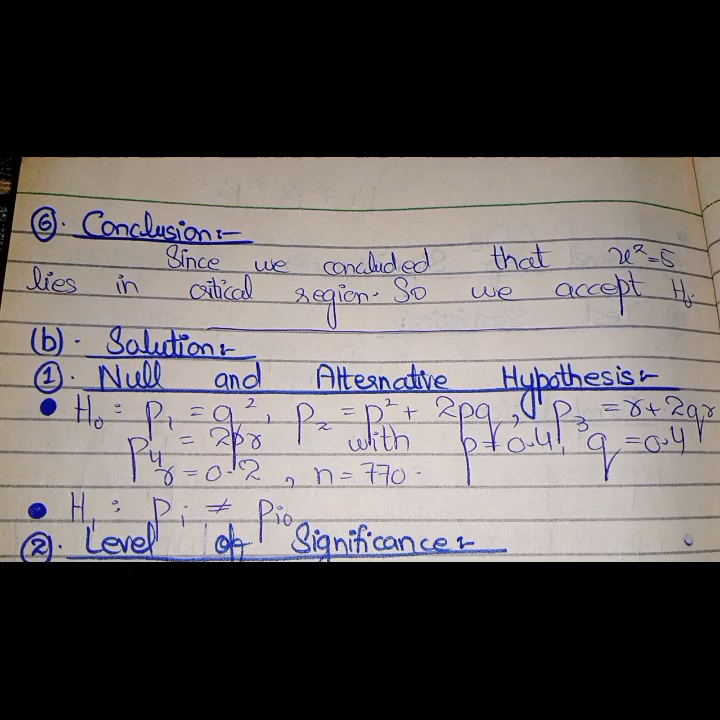 ⑥. Conclusion:-
Since we concluded that x²=5
lies in critical region. So we accept H₀.
(b). Solution:-
①. Null and Alternative Hypothesis:-
• H₀ : P₁ = q², P₂ = p² + 2pq, P₃ = r + 2qr
P₄ = 2pr with p = 0.4, q = 0.4
r = 0.2, n = 770.
• H₁ : Pᵢ ≠ Pᵢ₀
②. Level of Significance:-